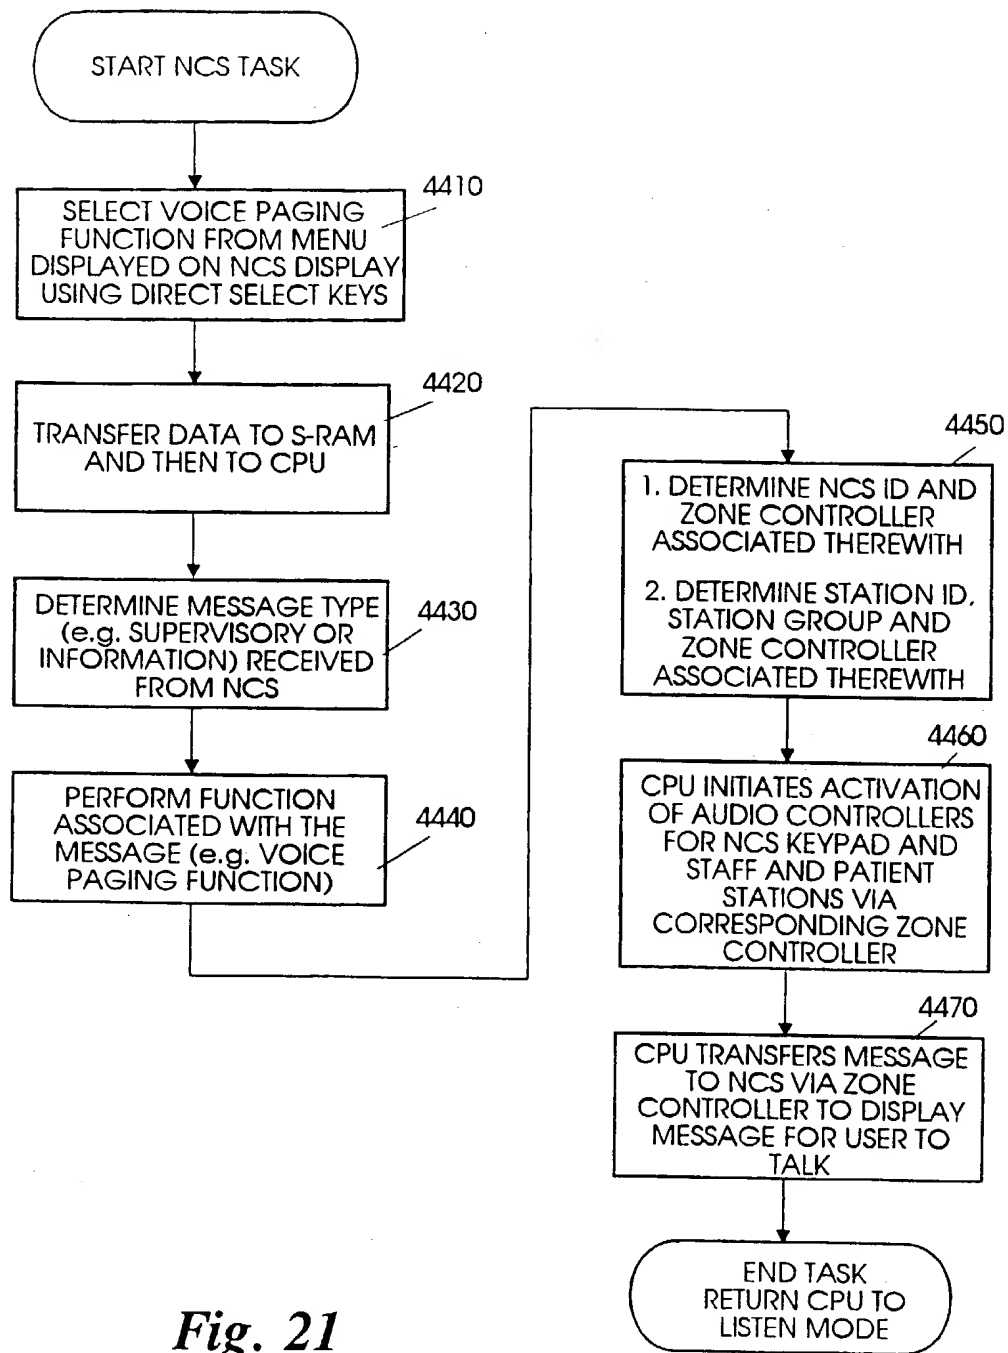 START NCS TASK
4410
SELECT VOICE PAGING
FUNCTION FROM MENU
DISPLAYED ON NCS DISPLAY
USING DIRECT SELECT KEYS
4420
TRANSFER DATA TO S-RAM
AND THEN TO CPU
DETERMINE MESSAGE TYPE
(e.g. SUPERVISORY OR
INFORMATION) RECEIVED
FROM NCS
4430
PERFORM FUNCTION
ASSOCIATED WITH THE
MESSAGE (e.g. VOICE
PAGING FUNCTION)
4440
4450
1. DETERMINE NCS ID AND
ZONE CONTROLLER
ASSOCIATED THEREWITH
2. DETERMINE STATION ID,
STATION GROUP AND
ZONE CONTROLLER
ASSOCIATED THEREWITH
4460
CPU INITIATES ACTIVATION
OF AUDIO CONTROLLERS
FOR NCS KEYPAD AND
STAFF AND PATIENT
STATIONS VIA
CORRESPONDING ZONE
CONTROLLER
4470
CPU TRANSFERS MESSAGE
TO NCS VIA ZONE
CONTROLLER TO DISPLAY
MESSAGE FOR USER TO
TALK
END TASK
RETURN CPU TO
LISTEN MODE
Fig. 21